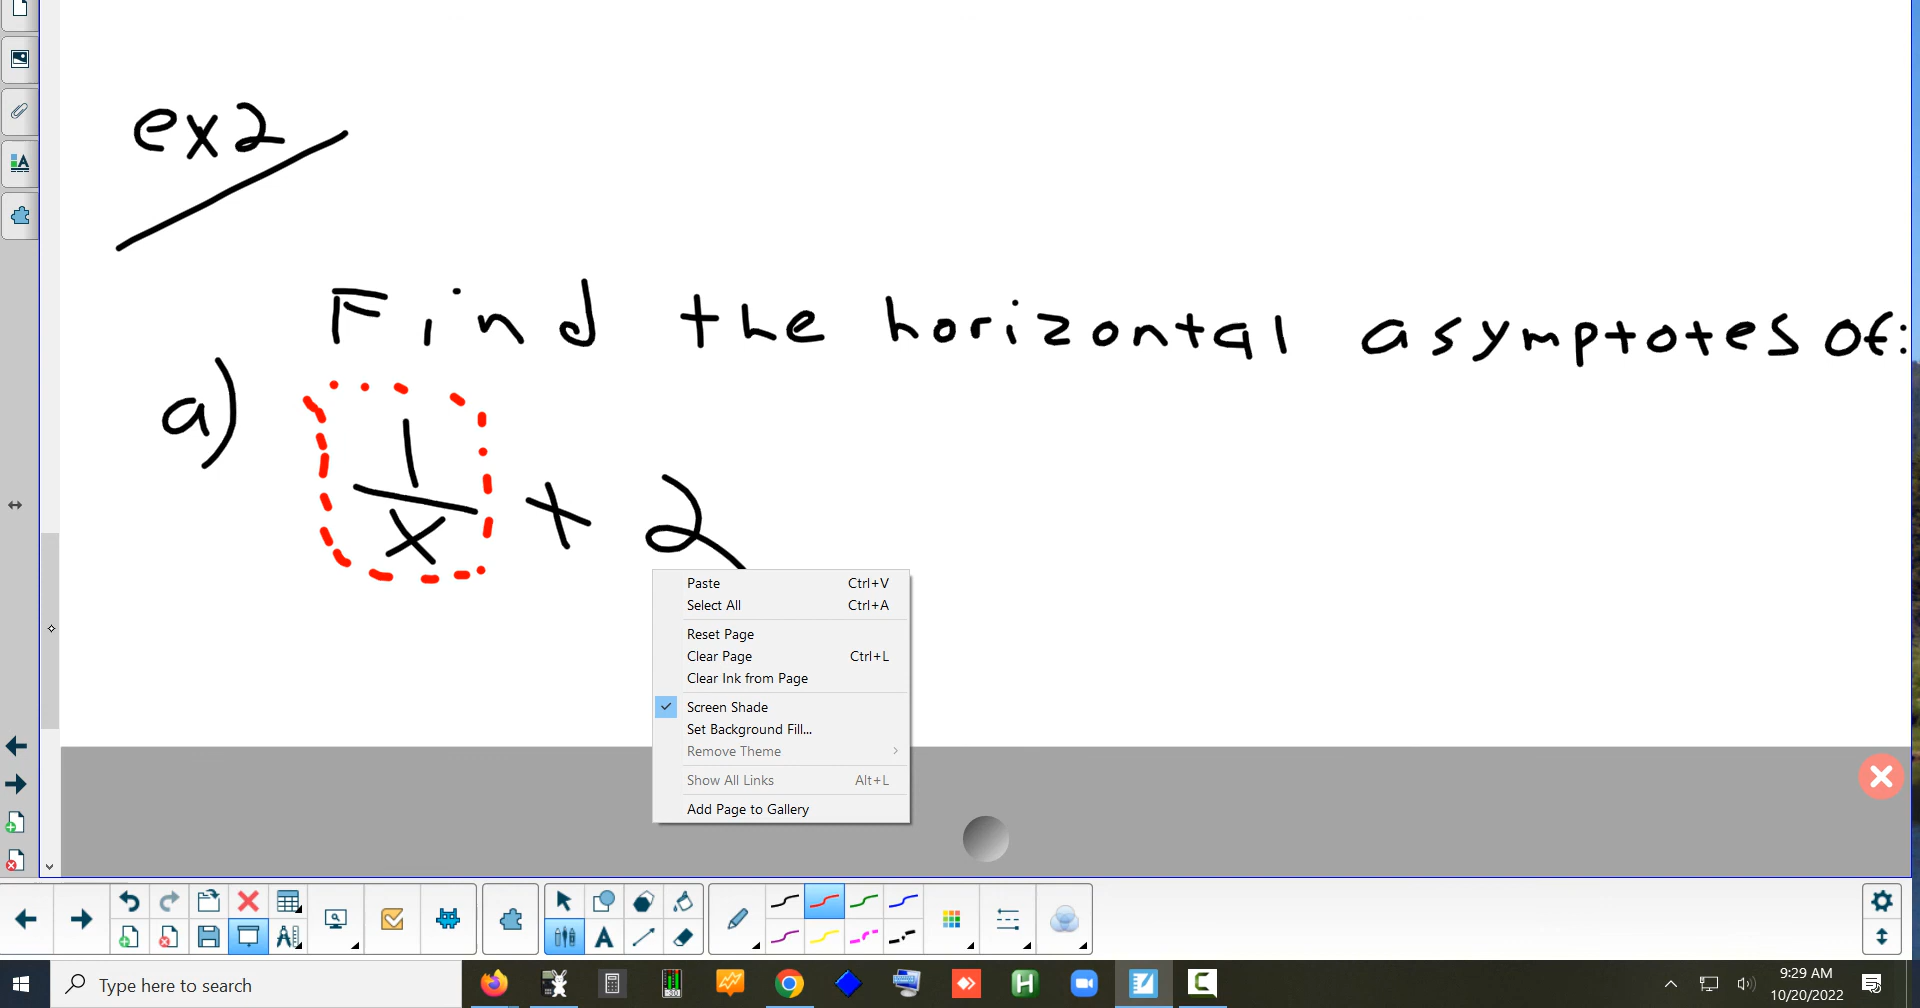 ex2
Find the horizontal asymptotes of:
a) 1/x + 2
Paste Ctrl+V
Select All Ctrl+A
Reset Page
Clear Page Ctrl+L
Clear Ink from Page
Screen Shade
Set Background Fill...
Remove Theme
Show All Links Alt+L
Add Page to Gallery
Type here to search
9:29 AM
10/20/2022